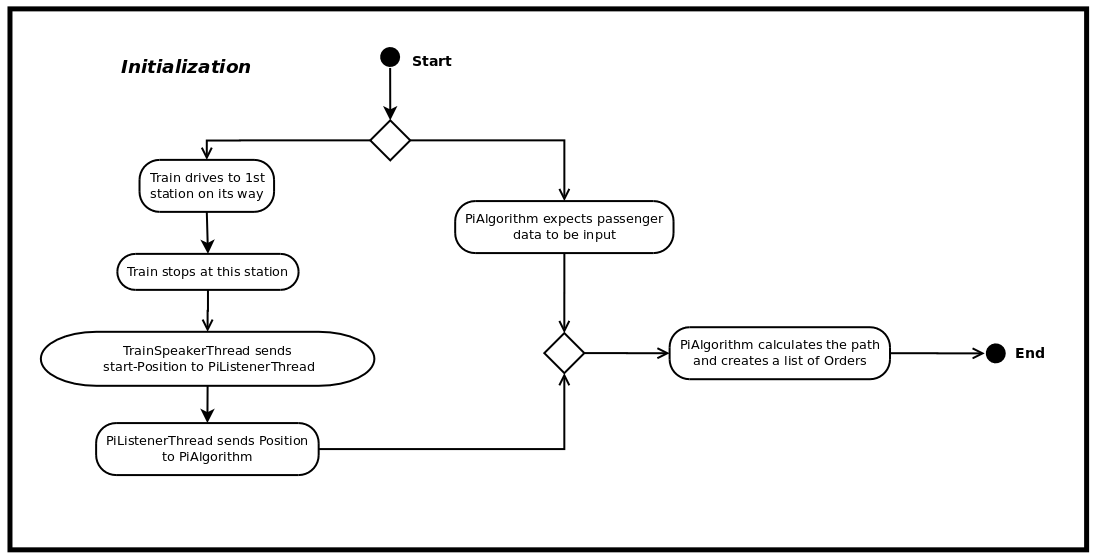 Initialization
Start
Train drives to 1st
station on its way
PiAlgorithm expects passenger
data to be input
Train stops at this station
TrainSpeakerThread sends
start-Position to PiListenerThread
PiAlgorithm calculates the path
and creates a list of Orders
End
PiListenerThread sends Position
to PiAlgorithm